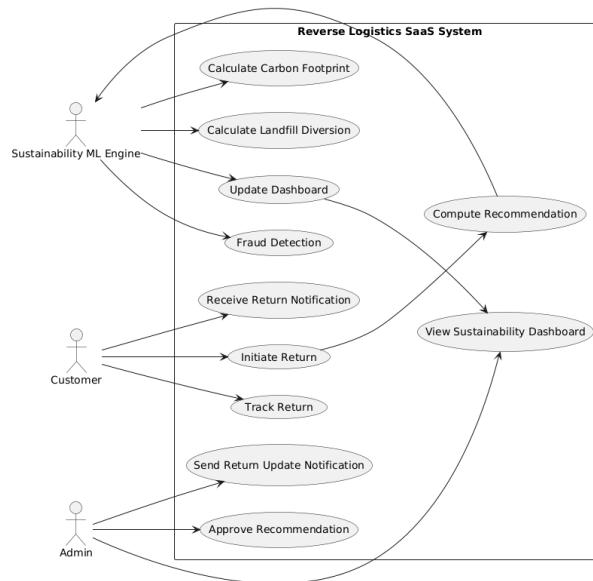 Reverse Logistics SaaS System
Calculate Carbon Footprint
Calculate Landfill Diversion
Sustainability ML Engine
Update Dashboard
Compute Recommendation
Fraud Detection
Receive Return Notification
View Sustainability Dashboard
Initiate Return
Customer
Track Return
Send Return Update Notification
Approve Recommendation
Admin